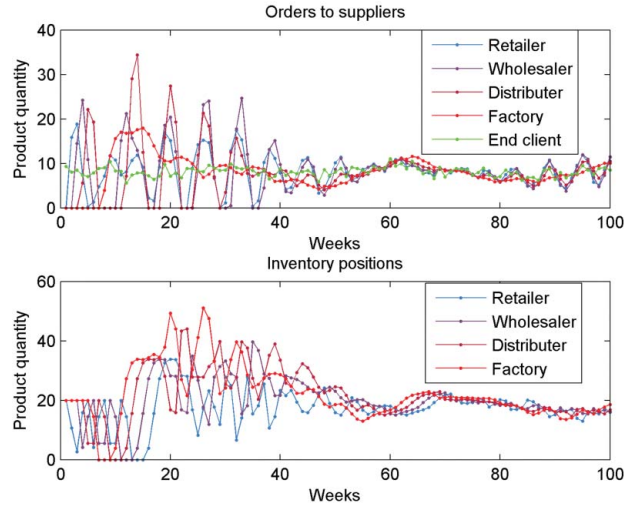 Orders to suppliers
40
30
20
10
0
Product quantity
Retailer
Wholesaler
Distributer
Factory
End client
0 20 40 60 80 100
Weeks
Inventory positions
60
40
20
0
Product quantity
Retailer
Wholesaler
Distributer
Factory
0 20 40 60 80 100
Weeks